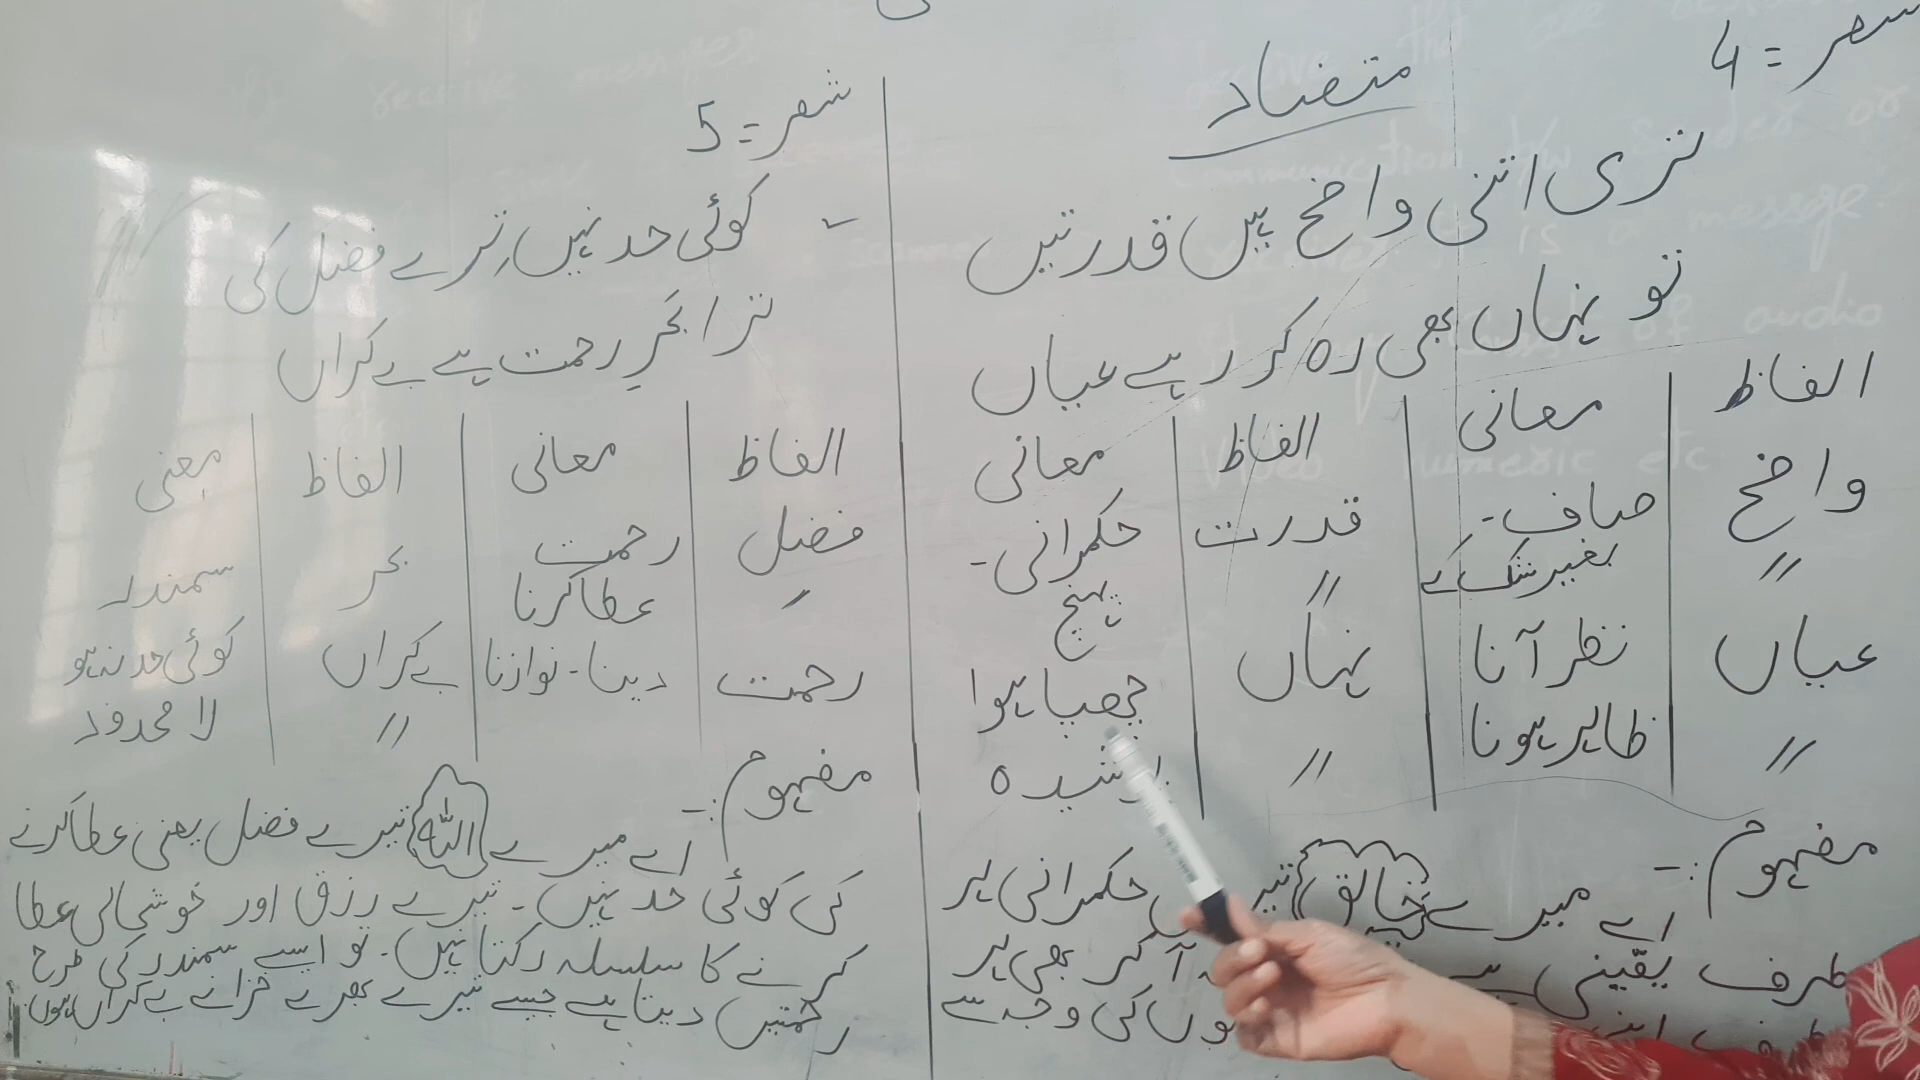 شعر = 4
متضاد
تری اتنی واضح ہیں قدرتیں
تو نہاں بھی رہ کر ہے عیاں
الفاظ معانی الفاظ معانی
واضح صاف - قدرت حکمرانی -
〃 بغیر شک کے 〃 پہنچ
عیاں نظر آنا نہاں چھپا ہوا
〃 ظاہر ہونا 〃
مفہوم :-
اے میرے خالق حکمرانی ہر
طرف یقینی آ کر بھی ہر
کی وجہ سے
شعر = 5
کوئی حد نہیں ترے فضل کی
ترا بحرِ رحمت ہے بے کراں
الفاظ معانی الفاظ معنی
فضل رحمت بحر سمندر
عطا کرنا
رحمت دینا - نوازنا بے کراں کوئی حد نہ ہو
〃 لا محدود
مفہوم :-
اے میرے اللہ تیرے فضل یعنی عطا کرنے
کی کوئی حد نہیں - تیرے رزق اور خوشحالی عطا
کرنے کا سلسلہ رکتا نہیں - تو ایسے سمندر کی طرح
رحمتیں دیتا ہے جیسے تیرے بھرے خزانے بے کراں ہوں